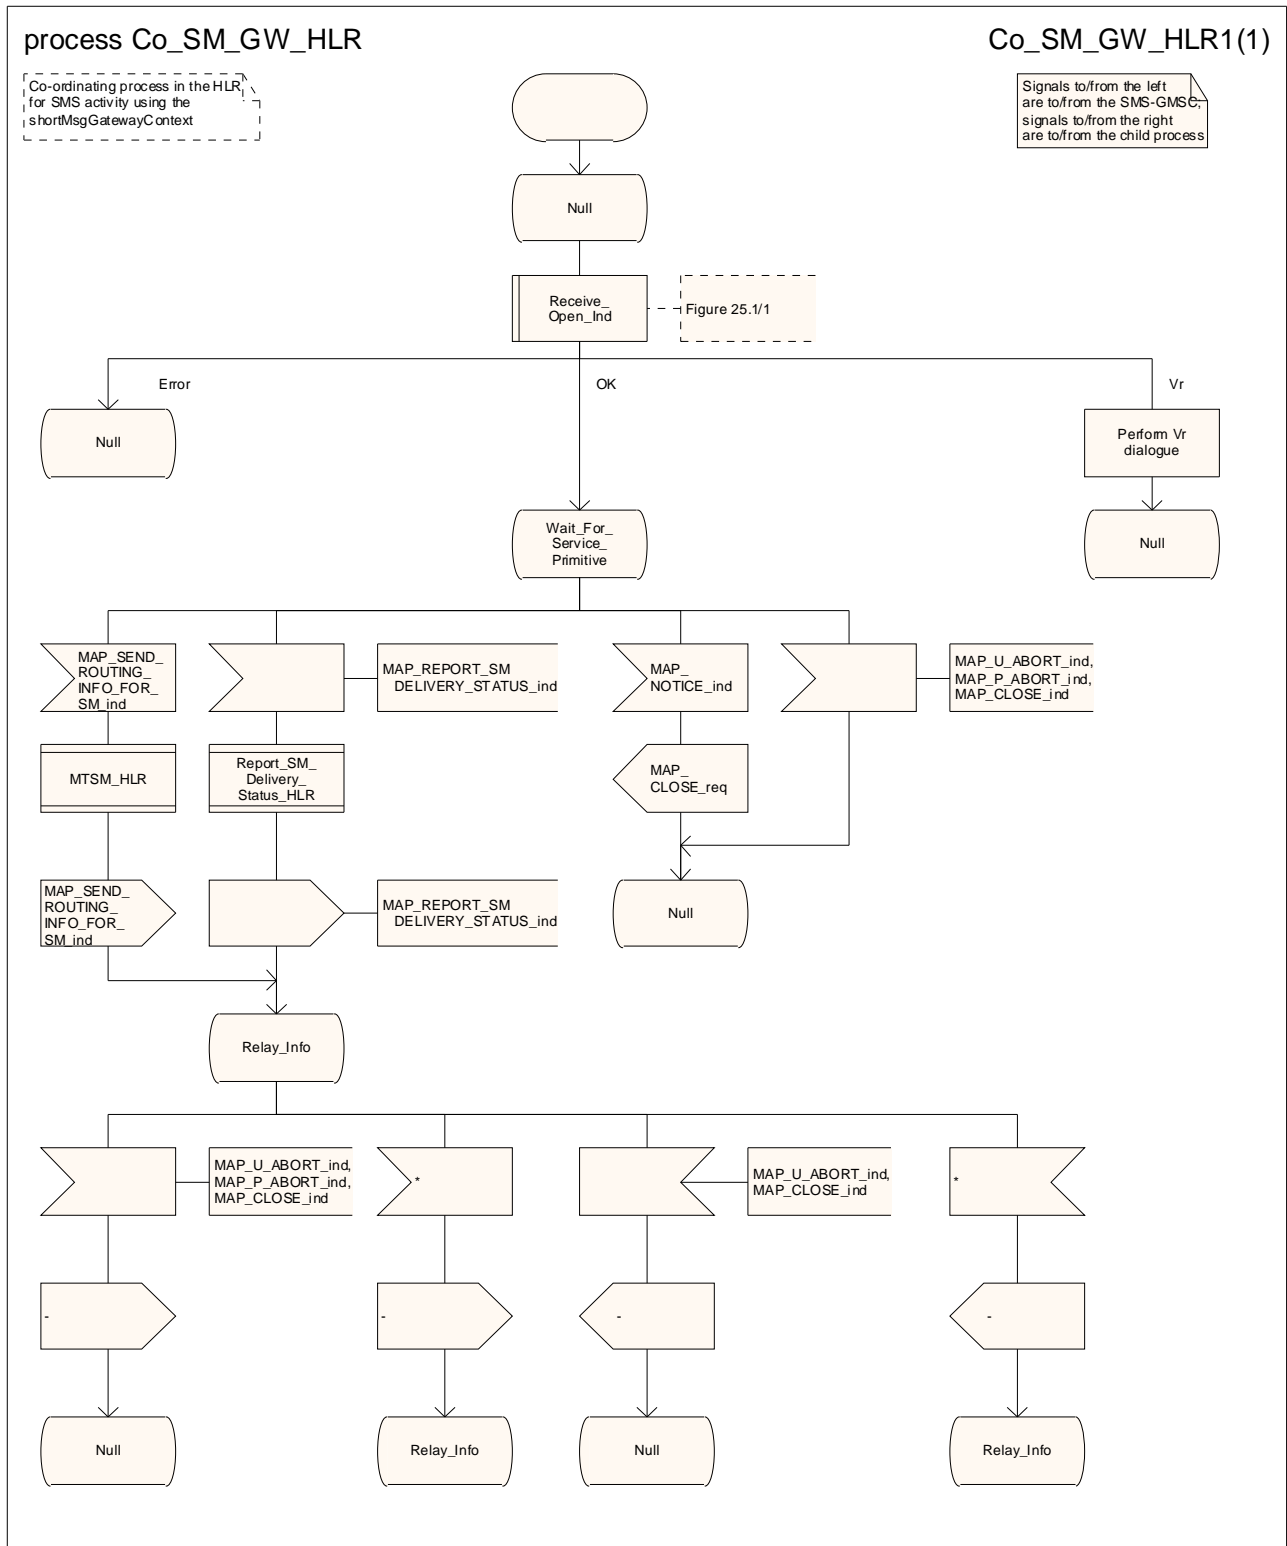 process Co_SM_GW_HLR
Co_SM_GW_HLR1(1)
Co-ordinating process in the HLR
for SMS activity using the
shortMsgGatewayContext
Signals to/from the left
are to/from the SMS-GMSC;
signals to/from the right
are to/from the child process
Null
Receive_
Open_Ind
Figure 25.1/1
Error
OK
Vr
Null
Perform Vr
dialogue
Wait_For_
Service_
Primitive
Null
MAP_SEND_
ROUTING_
INFO_FOR_
SM_ind
MAP_REPORT_SM
DELIVERY_STATUS_ind
MAP_
NOTICE_ind
MAP_U_ABORT_ind,
MAP_P_ABORT_ind,
MAP_CLOSE_ind
MTSM_HLR
Report_SM_
Delivery_
Status_HLR
MAP_
CLOSE_req
MAP_SEND_
ROUTING_
INFO_FOR_
SM_ind
MAP_REPORT_SM
DELIVERY_STATUS_ind
Null
Relay_Info
MAP_U_ABORT_ind,
MAP_P_ABORT_ind,
MAP_CLOSE_ind
*
MAP_U_ABORT_ind,
MAP_CLOSE_ind
*
-
-
-
-
Null
Relay_Info
Null
Relay_Info